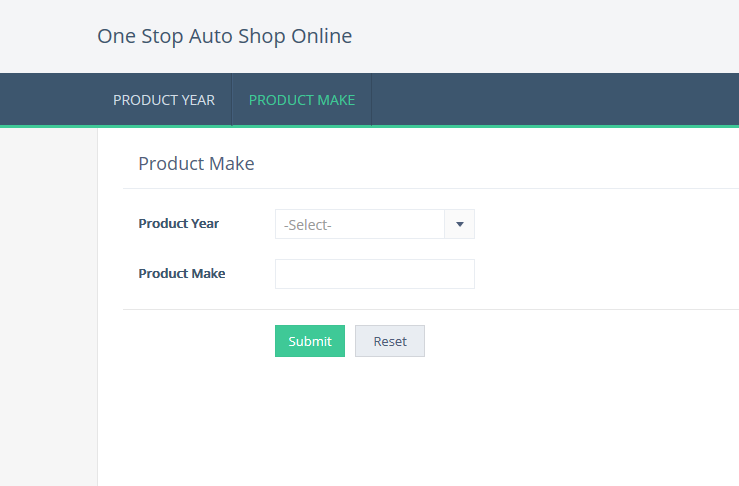 One Stop Auto Shop Online
PRODUCT YEAR PRODUCT MAKE
Product Make
Product Year -Select-
Product Make
Submit Reset